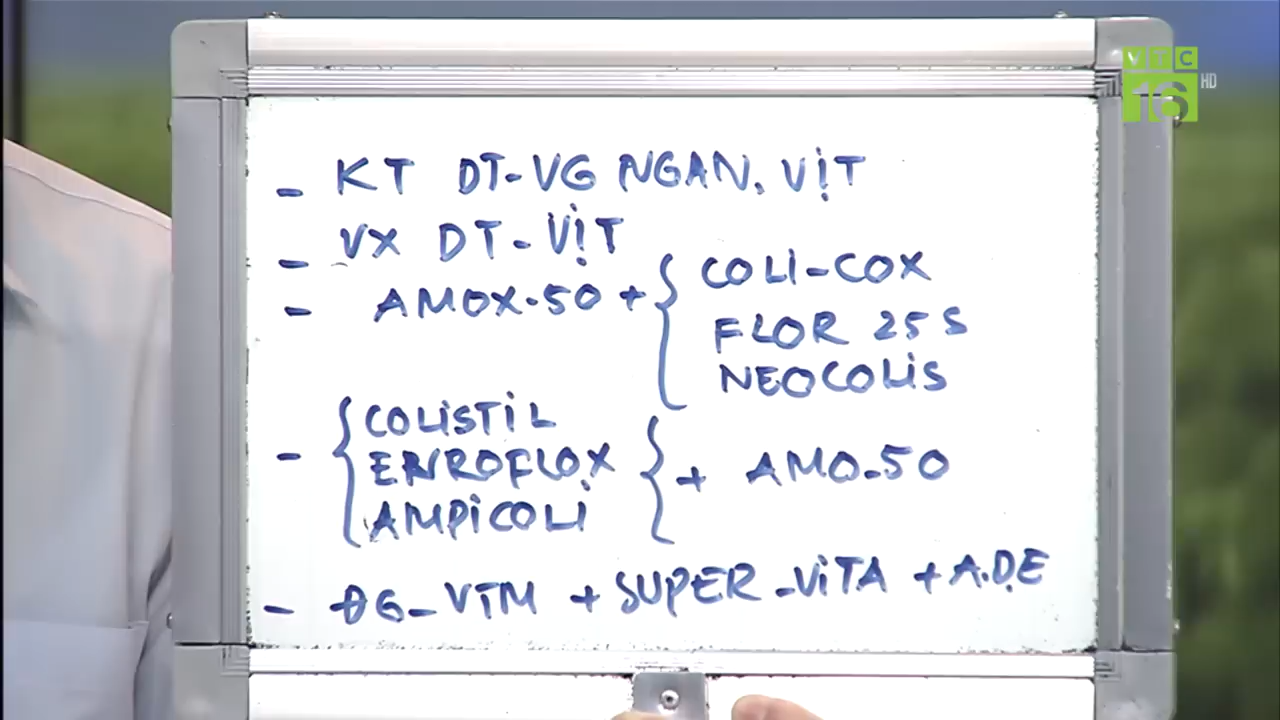 VTC
16 HD
- KT DT-VG NGAN. VỊT
- VX DT-VỊT
- AMOX-50 + { COLI-COX
FLOR 25S
NEOCOLIS
- { COLISTIL
ENROFLOX } + AMO-50
AMPICOLI
- ĐG-VTM + SUPER-VITA + A.D.E